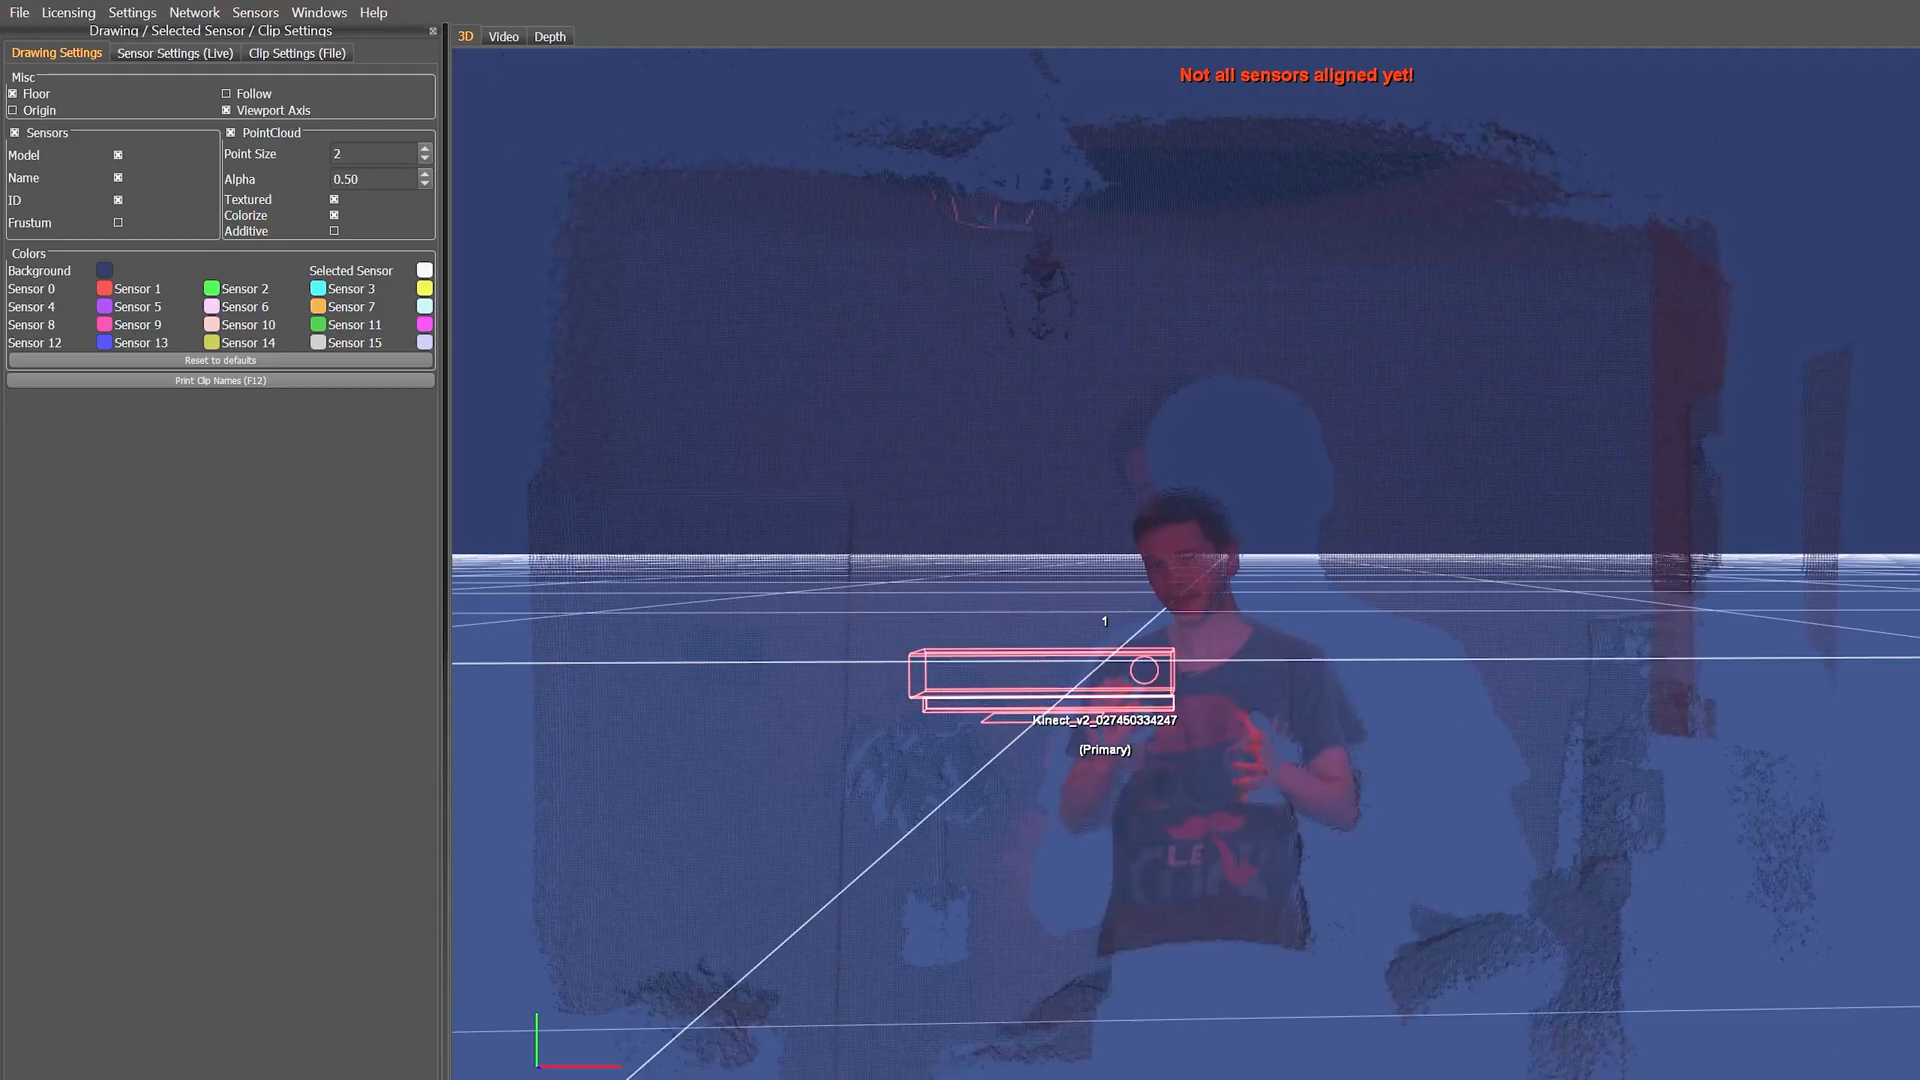 File Licensing Settings Network Sensors Windows Help
Drawing / Selected Sensor / Clip Settings
Drawing Settings Sensor Settings (Live) Clip Settings (File)
Misc
Floor Follow
Origin Viewport Axis
Sensors PointCloud
Model
Name
ID
Frustum
Point Size 2
Alpha 0.50
Textured
Colorize
Additive
Colors
Background Selected Sensor
Sensor 0 Sensor 1 Sensor 2 Sensor 3
Sensor 4 Sensor 5 Sensor 6 Sensor 7
Sensor 8 Sensor 9 Sensor 10 Sensor 11
Sensor 12 Sensor 13 Sensor 14 Sensor 15
Reset to defaults
Print Clip Names (F12)
3D Video Depth
Not all sensors aligned yet!
1
Kinect_v2_027450334247
(Primary)
LE